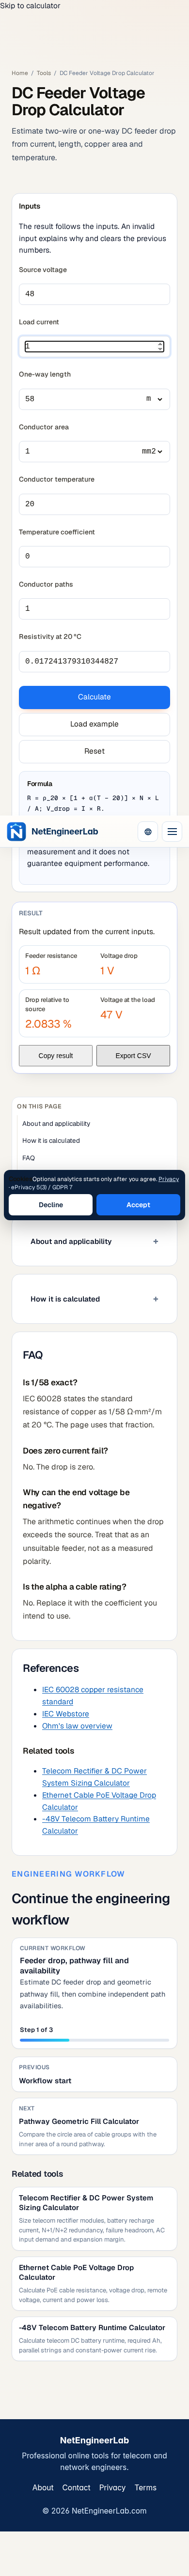 Skip to calculator
Home / Tools / DC Feeder Voltage Drop Calculator
DC Feeder Voltage
Drop Calculator
Estimate two-wire or one-way DC feeder drop
from current, length, copper area and
temperature.
Inputs
The result follows the inputs. An invalid
input explains why and clears the previous
numbers.
Source voltage
48
Load current
1
One-way length
58
m
Conductor area
1
mm2
Conductor temperature
20
Temperature coefficient
0
Conductor paths
1
Resistivity at 20 °C
0.017241379310344827
Calculate
Load example
Reset
Formula
R = ρ_20 × [1 + α(T − 20)] × N × L
/ A; V_drop = I × R.
NetEngineerLab
measurement and it does not
guarantee equipment performance.
RESULT
Result updated from the current inputs.
Feeder resistance
1 Ω
Voltage drop
1 V
Drop relative to
source
2.0833 %
Voltage at the load
47 V
Copy result
Export CSV
ON THIS PAGE
About and applicability
How it is calculated
FAQ
Optional analytics starts only after you agree. Privacy
· ePrivacy 5(3) / GDPR 7
Decline
Accept
About and applicability +
How it is calculated +
FAQ
Is 1/58 exact?
IEC 60028 states the standard
resistance of copper as 1/58 Ω·mm²/m
at 20 °C. The page uses that fraction.
Does zero current fail?
No. The drop is zero.
Why can the end voltage be
negative?
The arithmetic continues when the drop
exceeds the source. Treat that as an
unsuitable feeder, not as a measured
polarity.
Is the alpha a cable rating?
No. Replace it with the coefficient you
intend to use.
References
• IEC 60028 copper resistance
standard
• IEC Webstore
• Ohm's law overview
Related tools
• Telecom Rectifier & DC Power
System Sizing Calculator
• Ethernet Cable PoE Voltage Drop
Calculator
• -48V Telecom Battery Runtime
Calculator
ENGINEERING WORKFLOW
Continue the engineering
workflow
CURRENT WORKFLOW
Feeder drop, pathway fill and
availability
Estimate DC feeder drop and geometric
pathway fill, then combine independent path
availabilities.
Step 1 of 3
PREVIOUS
Workflow start
NEXT
Pathway Geometric Fill Calculator
Compare the circle area of cable groups with the
inner area of a round pathway.
Related tools
Telecom Rectifier & DC Power System
Sizing Calculator
Size telecom rectifier modules, battery recharge
current, N+1/N+2 redundancy, failure headroom, AC
input demand and expansion margin.
Ethernet Cable PoE Voltage Drop
Calculator
Calculate PoE cable resistance, voltage drop, remote
voltage, current and power loss.
-48V Telecom Battery Runtime Calculator
Calculate telecom DC battery runtime, required Ah,
parallel strings and constant-power current rise.
NetEngineerLab
Professional online tools for telecom and
network engineers.
About Contact Privacy Terms
© 2026 NetEngineerLab.com